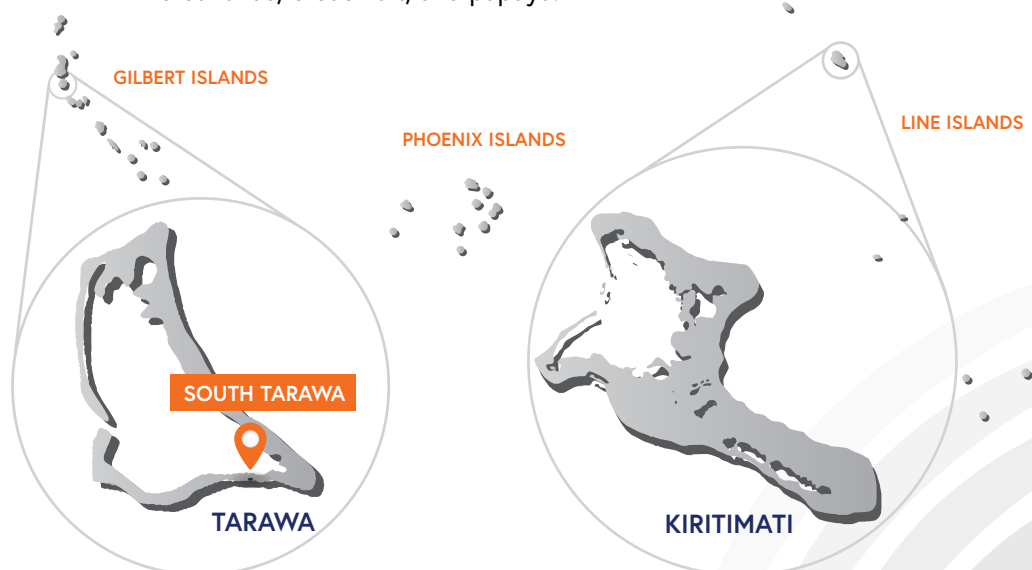 GILBERT ISLANDS
PHOENIX ISLANDS
LINE ISLANDS
SOUTH TARAWA
TARAWA
KIRITIMATI